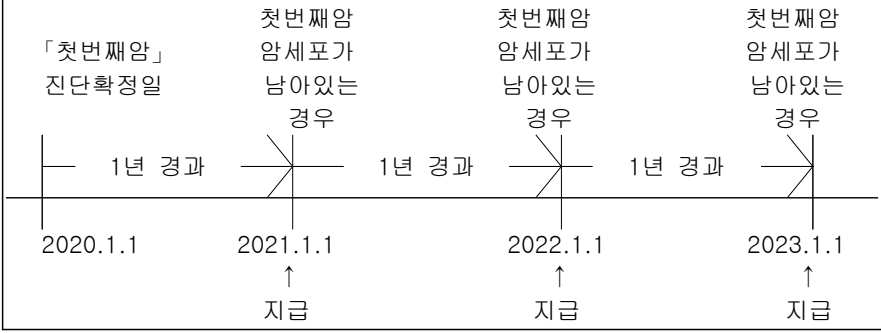 「첫번째암」
진단확정일
첫번째암
암세포가
남아있는
경우
첫번째암
암세포가
남아있는
경우
첫번째암
암세포가
남아있는
경우
1년 경과
1년 경과
1년 경과
2020.1.1
2021.1.1
2022.1.1
2023.1.1
↑
↑
↑
지급
지급
지급